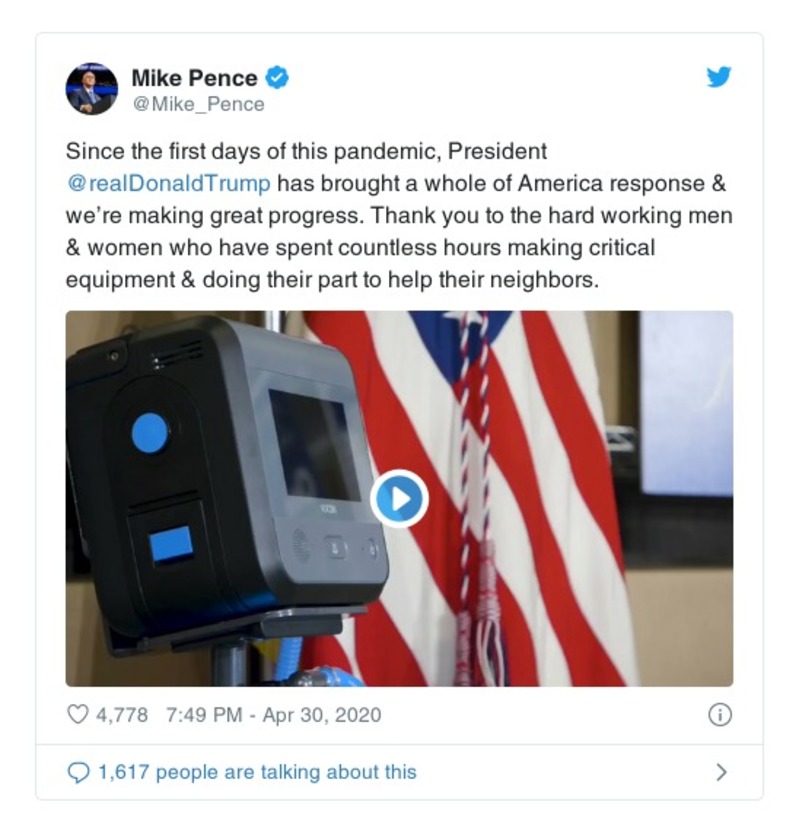 Mike Pence
@Mike_Pence
Since the first days of this pandemic, President
@realDonaldTrump has brought a whole of America response &
we’re making great progress. Thank you to the hard working men
& women who have spent countless hours making critical
equipment & doing their part to help their neighbors.
4,778 7:49 PM - Apr 30, 2020
1,617 people are talking about this